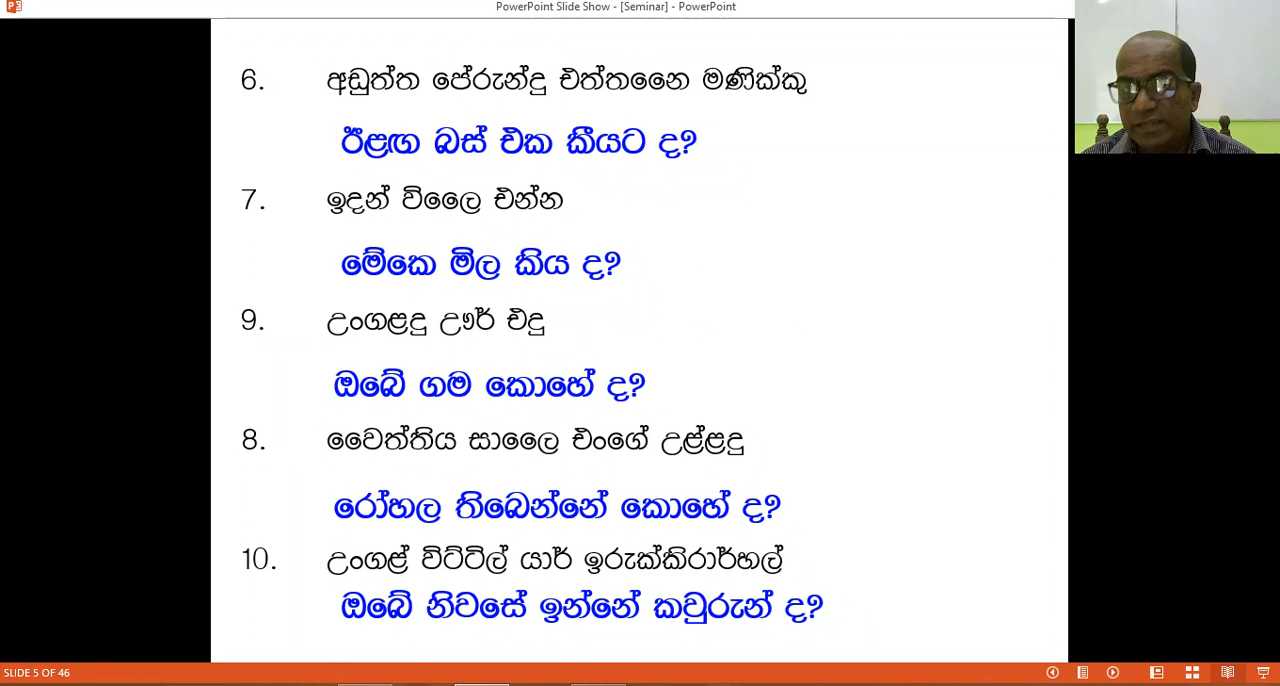 PowerPoint Slide Show - [Seminar] - PowerPoint
6. අඩුත්ත පේරුන්දු එත්තනෛ මණික්කු
ඊළඟ බස් එක කීයට ද?
7. ඉදන් විලෛ එන්න
මේකෙ මිල කිය ද?
9. උංගළදු ඌර් එදු
ඔබේ ගම කොහේ ද?
8. වෛත්තිය සාලෛ එංගේ උළ්ළදු
රෝහල තිබෙන්නේ කොහේ ද?
10. උංගළ් විට්ටිල් යාර් ඉරුක්කිරාර්හල්
ඔබේ නිවසේ ඉන්නේ කවුරුන් ද?
SLIDE 5 OF 46